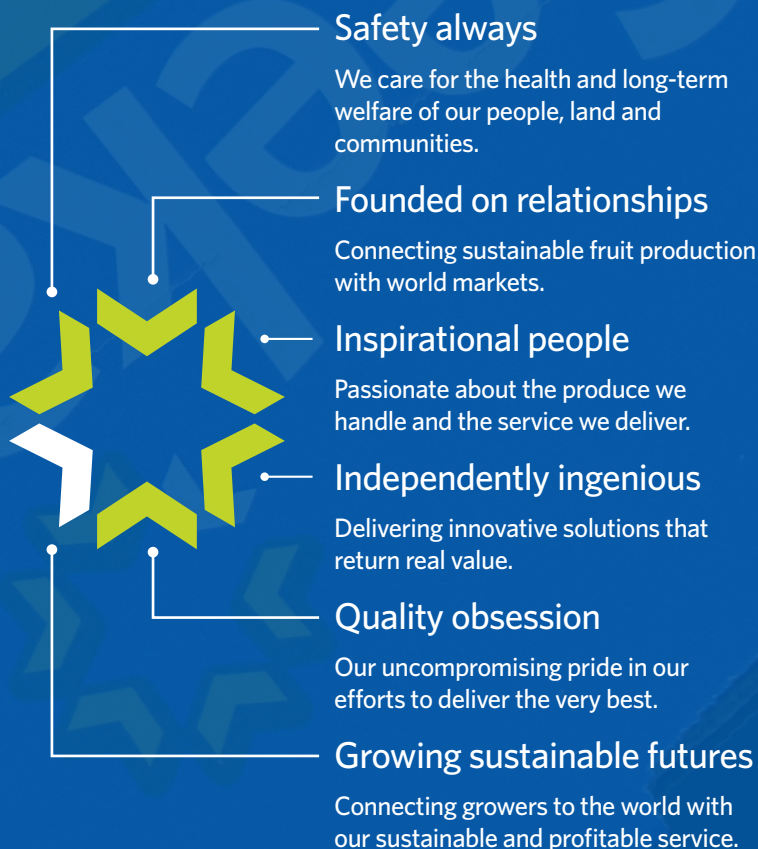 Safety always
We care for the health and long-term
welfare of our people, land and
communities.
Founded on relationships
Connecting sustainable fruit production
with world markets.
Inspirational people
Passionate about the produce we
handle and the service we deliver.
Independently ingenious
Delivering innovative solutions that
return real value.
Quality obsession
Our uncompromising pride in our
efforts to deliver the very best.
Growing sustainable futures
Connecting growers to the world with
our sustainable and profitable service.